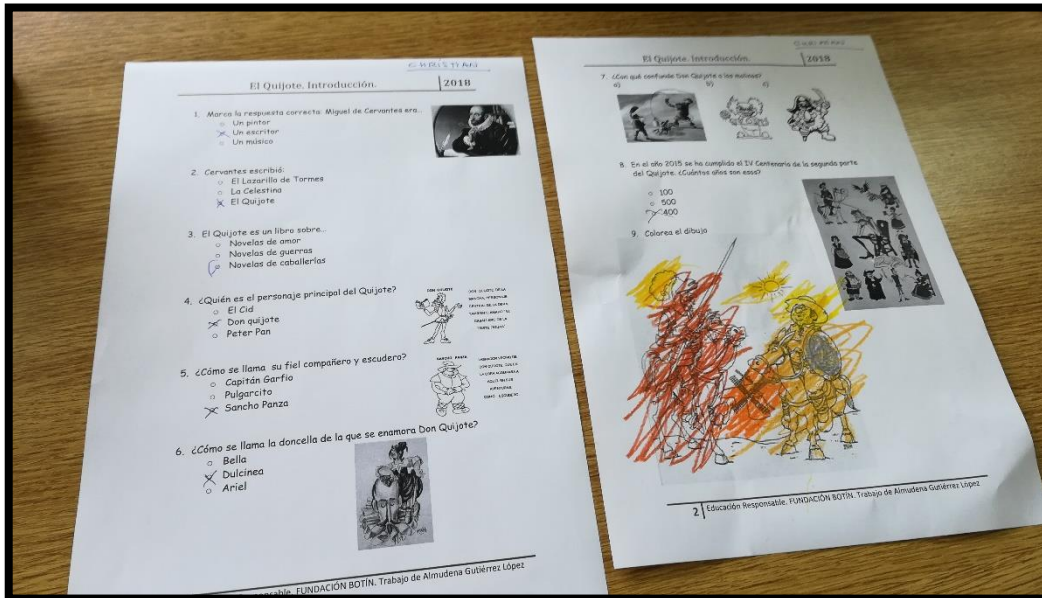 CHRISTIAN
El Quijote. Introducción. 2018
1. Marca la respuesta correcta: Miguel de Cervantes era...
Un pintor
Un escritor
Un músico
2. Cervantes escribió:
El Lazarillo de Tormes
La Celestina
El Quijote
3. El Quijote es un libro sobre...
Novelas de amor
Novelas de guerras
Novelas de caballerías
4. ¿Quién es el personaje principal del Quijote?
El Cid
Don quijote
Peter Pan
DON QUIJOTE
5. ¿Cómo se llama su fiel compañero y escudero?
Capitán Garfio
Pulgarcito
Sancho Panza
SANCHO PANZA
6. ¿Cómo se llama la doncella de la que se enamora Don Quijote?
Bella
Dulcinea
Ariel
FUNDACIÓN BOTÍN. Trabajo de Almudena Gutiérrez López
El Quijote. Introducción. 2018
7. ¿Con qué confunde Don Quijote a los molinos?
a) b) c)
8. En el año 2015 se ha cumplido el IV Centenario de la segunda parte
del Quijote. ¿Cuántos años son esos?
100
500
400
9. Colorea el dibujo
2 Educación Responsable. FUNDACIÓN BOTÍN. Trabajo de Almudena Gutiérrez López